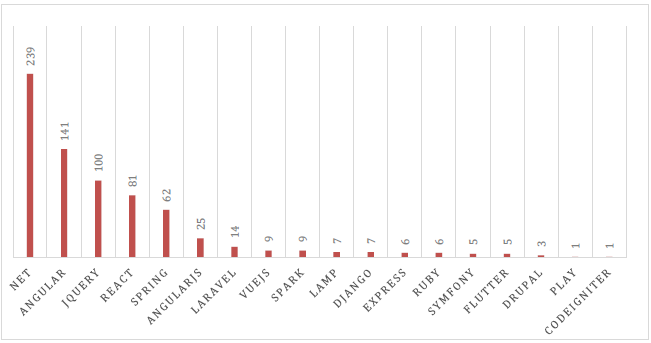 239
141
100
81
62
25
14
9
9
7
7
6
6
5
5
3
1
1
NET
ANGULAR
JQUERY
REACT
SPRING
ANGULARJS
LARAVEL
VUEJS
SPARK
LAMP
DJANGO
EXPRESS
RUBY
SYMFONY
FLUTTER
DRUPAL
PLAY
CODEIGNITER